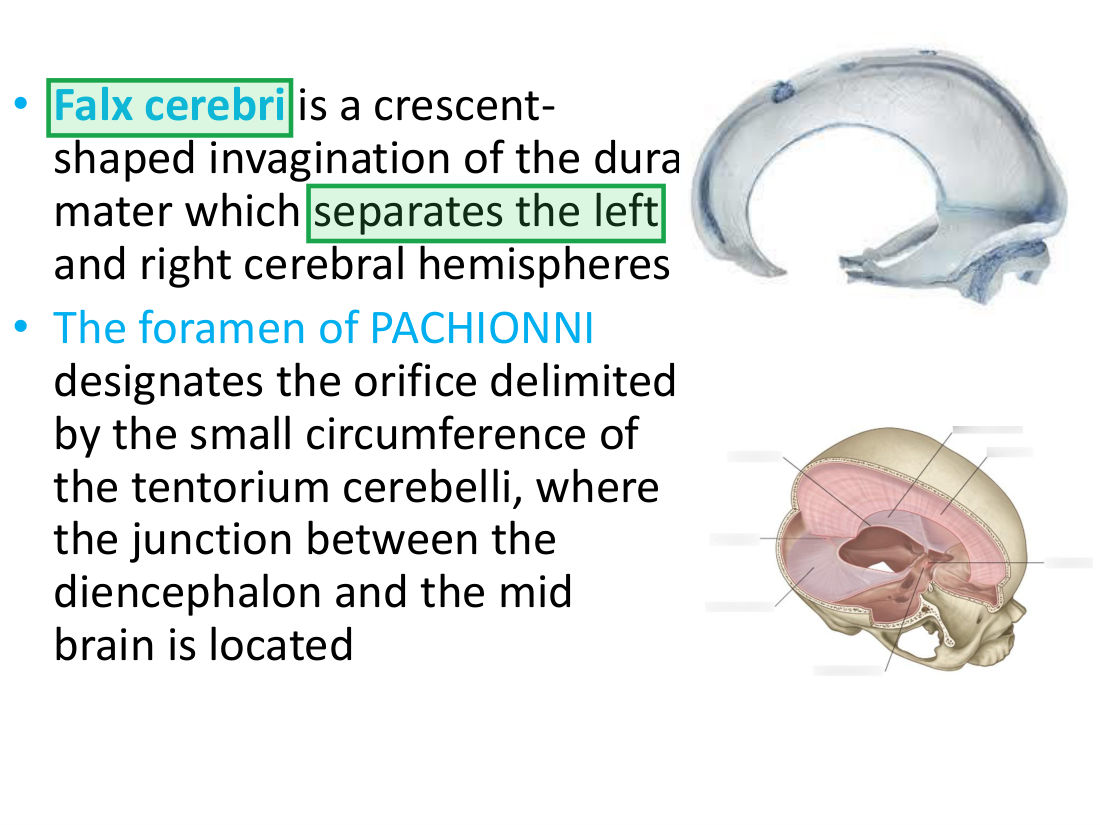 • Falx cerebri is a crescent-
shaped invagination of the dura
mater which separates the left
and right cerebral hemispheres
• The foramen of PACHIONNI
designates the orifice delimited
by the small circumference of
the tentorium cerebelli, where
the junction between the
diencephalon and the mid
brain is located